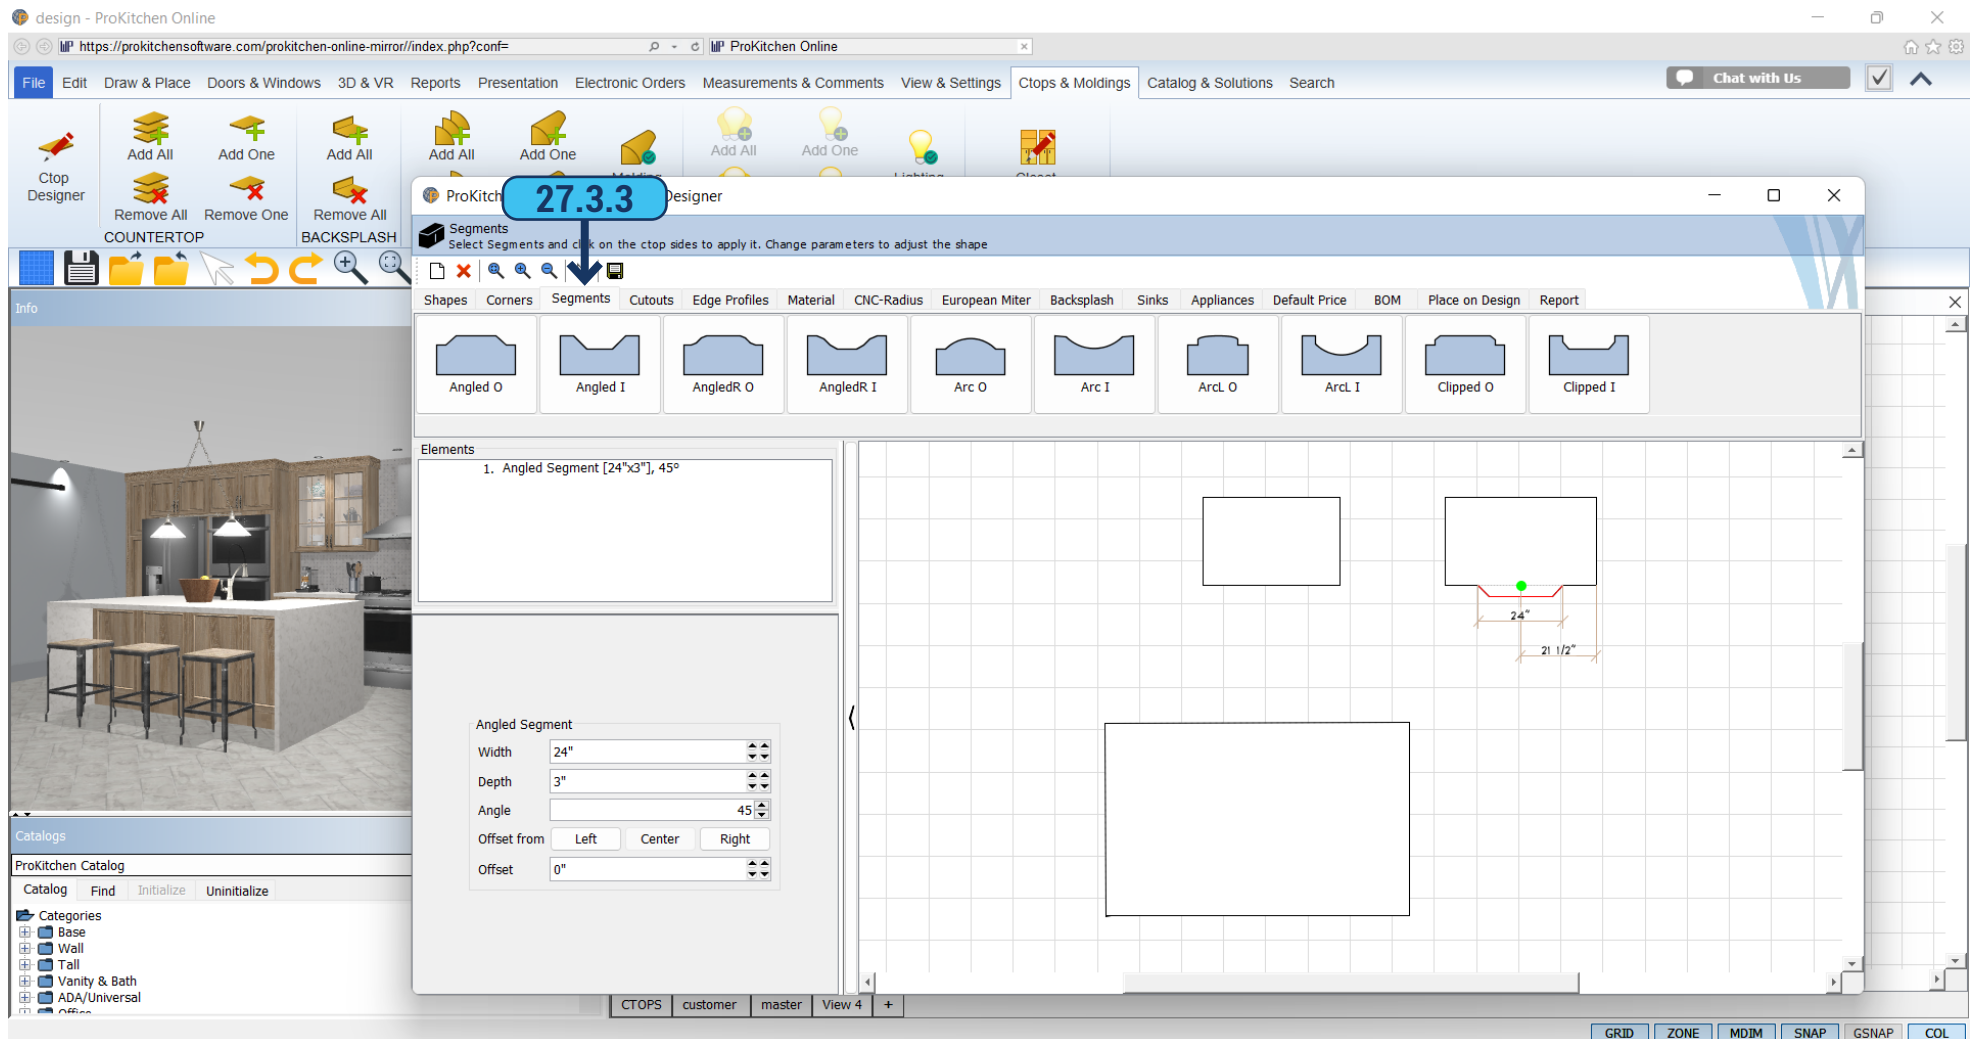 design - ProKitchen Online
https://prokitchensoftware.com/prokitchen-online-mirror//index.php?conf=
ProKitchen Online
File Edit Draw & Place Doors & Windows 3D & VR Reports Presentation Electronic Orders Measurements & Comments View & Settings Ctops & Moldings Catalog & Solutions Search
Chat with Us
Add All Add One Add All Add All Add One Add All Add One
Ctop Designer
Remove All Remove One Remove All
COUNTERTOP BACKSPLASH
27.3.3
Segments
Select Segments and click on the ctop sides to apply it. Change parameters to adjust the shape
Shapes Corners Segments Cutouts Edge Profiles Material CNC-Radius European Miter Backsplash Sinks Appliances Default Price BOM Place on Design Report
Angled O Angled I AngledR O AngledR I Arc O Arc I ArcL O ArcL I Clipped O Clipped I
Info
Elements
1. Angled Segment [24"x3"], 45º
24"
21 1/2"
Angled Segment
Width 24"
Depth 3"
Angle 45
Offset from Left Center Right
Offset 0"
Catalogs
ProKitchen Catalog
Catalog Find Initialize Uninitialize
Categories
Base
Wall
Tall
Vanity & Bath
ADA/Universal
CTOPS customer master View 4 +
GRID ZONE MDIM SNAP GSNAP COL